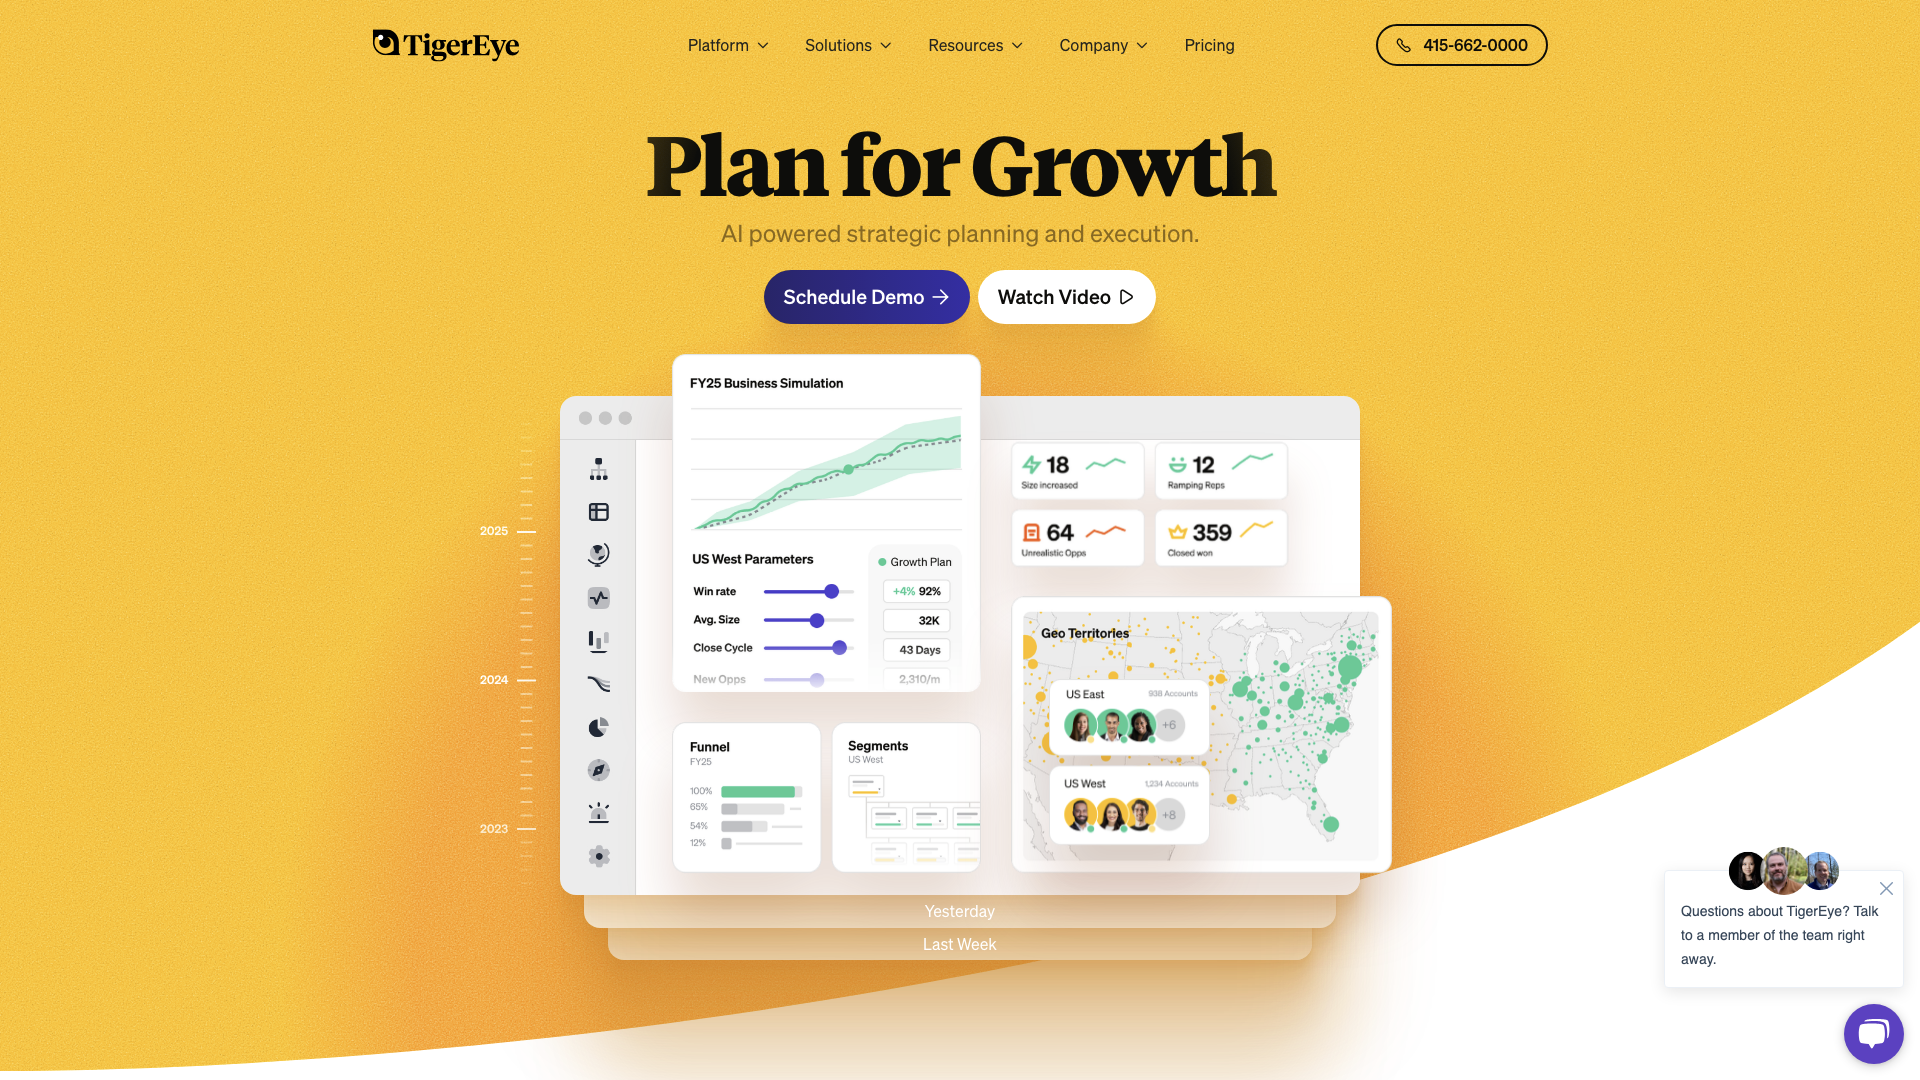 TigerEye
Platform
Solutions
Resources
Company
Pricing
415-662-0000
Plan for Growth
AI powered strategic planning and execution.
Schedule Demo
Watch Video
FY25 Business Simulation
18
Size increased
12
Ramping Reps
64
Unrealistic Opps
359
Closed won
2025
2024
2023
US West Parameters
Growth Plan
Win rate
+4% 92%
Avg. Size
32K
Close Cycle
43 Days
New Opps
2,310/m
Geo Territories
US East
938 Accounts
+6
US West
1,234 Accounts
+8
Funnel
FY25
100%
65%
54%
12%
Segments
US West
Yesterday
Last Week
Questions about TigerEye? Talk
to a member of the team right
away.